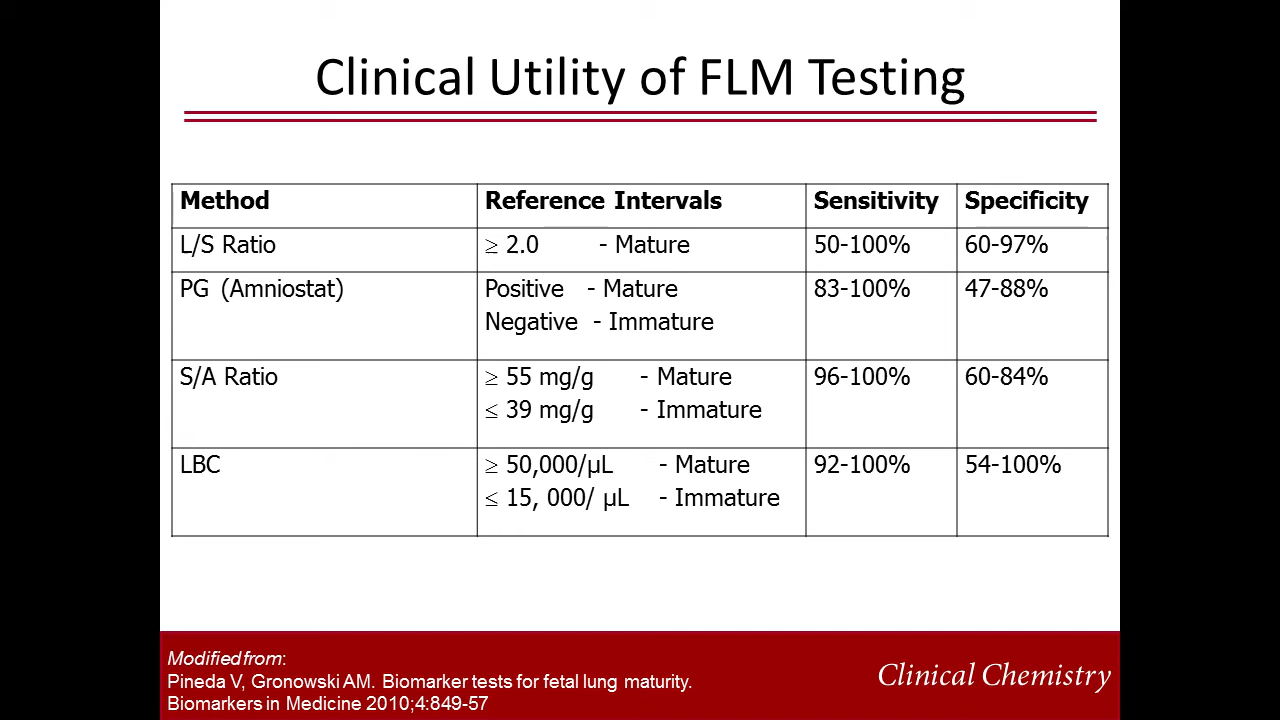 Clinical Utility of FLM Testing
Method Reference Intervals Sensitivity Specificity
L/S Ratio ≥ 2.0 - Mature 50-100% 60-97%
PG (Amniostat) Positive - Mature 83-100% 47-88%
Negative - Immature
S/A Ratio ≥ 55 mg/g - Mature 96-100% 60-84%
≤ 39 mg/g - Immature
LBC ≥ 50,000/µL - Mature 92-100% 54-100%
≤ 15, 000/ µL - Immature
Modified from:
Pineda V, Gronowski AM. Biomarker tests for fetal lung maturity.
Biomarkers in Medicine 2010;4:849-57
Clinical Chemistry